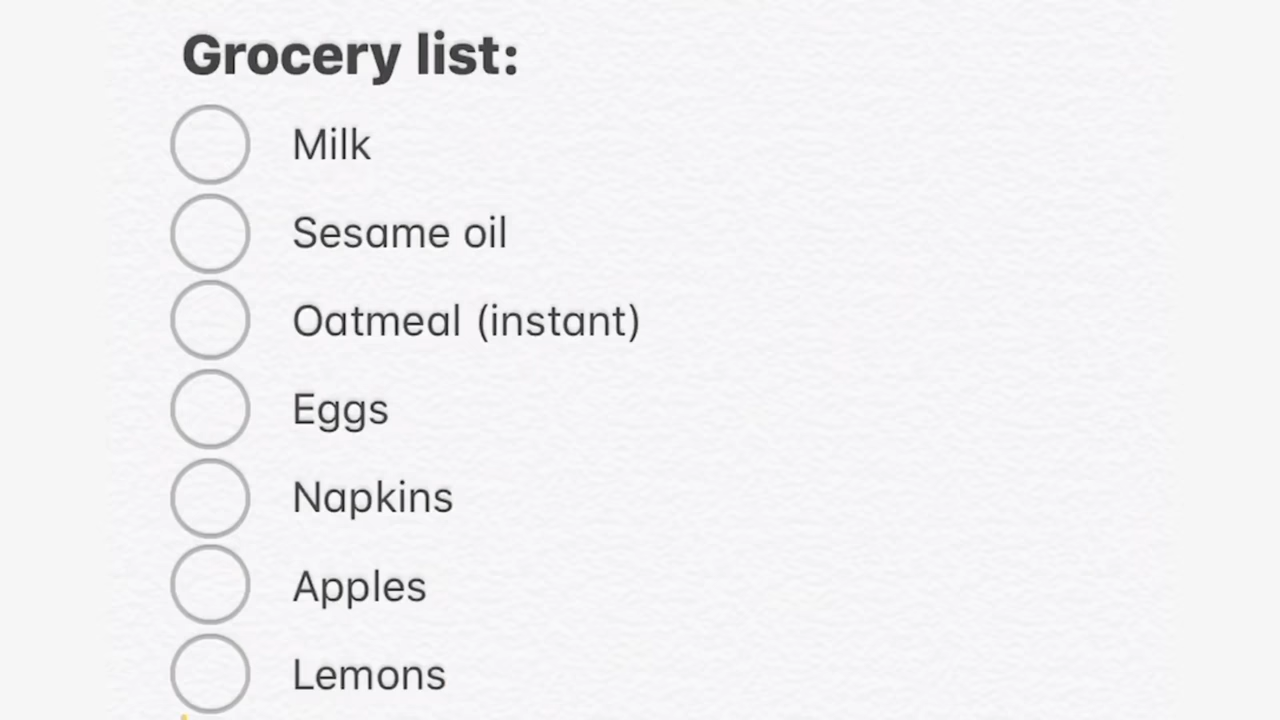 Grocery list:
Milk
Sesame oil
Oatmeal (instant)
Eggs
Napkins
Apples
Lemons